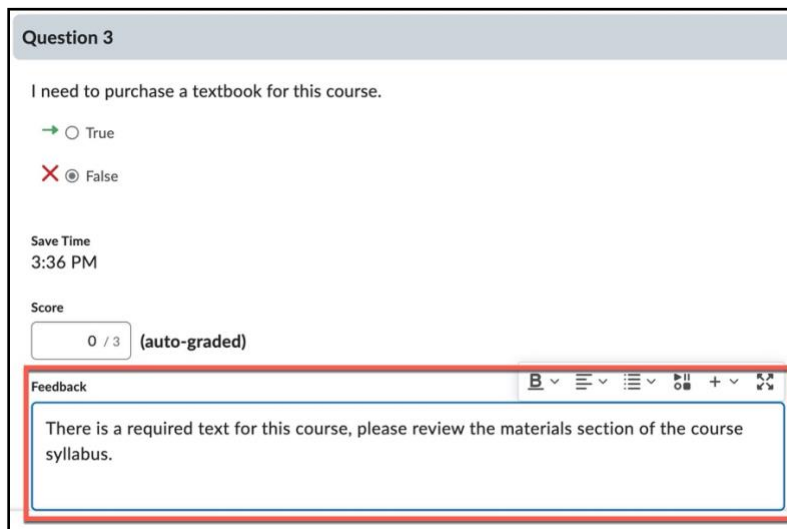 Question 3
I need to purchase a textbook for this course.
True
False
Save Time
3:36 PM
Score
0 / 3 (auto-graded)
Feedback
B
There is a required text for this course, please review the materials section of the course
syllabus.